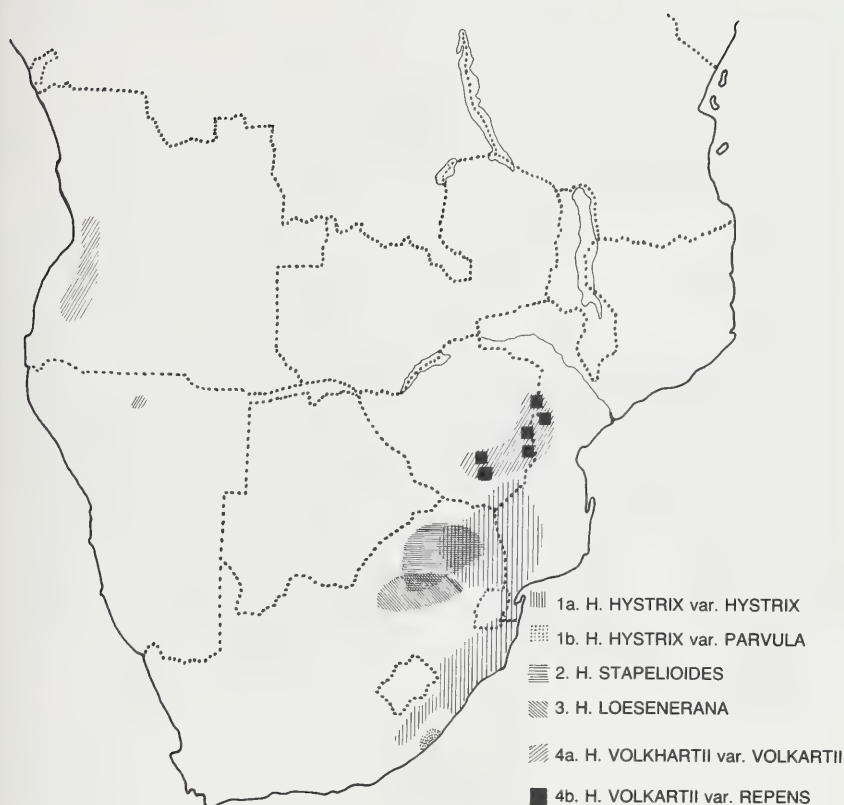 1a. H. HYSTRIX var. HYSTRIX
1b. H. HYSTRIX var. PARVULA
2. H. STAPELIOIDES
3. H. LOESENERANA
4a. H. VOLKHARTII var. VOLKARTII
4b. H. VOLKARTII var. REPENS